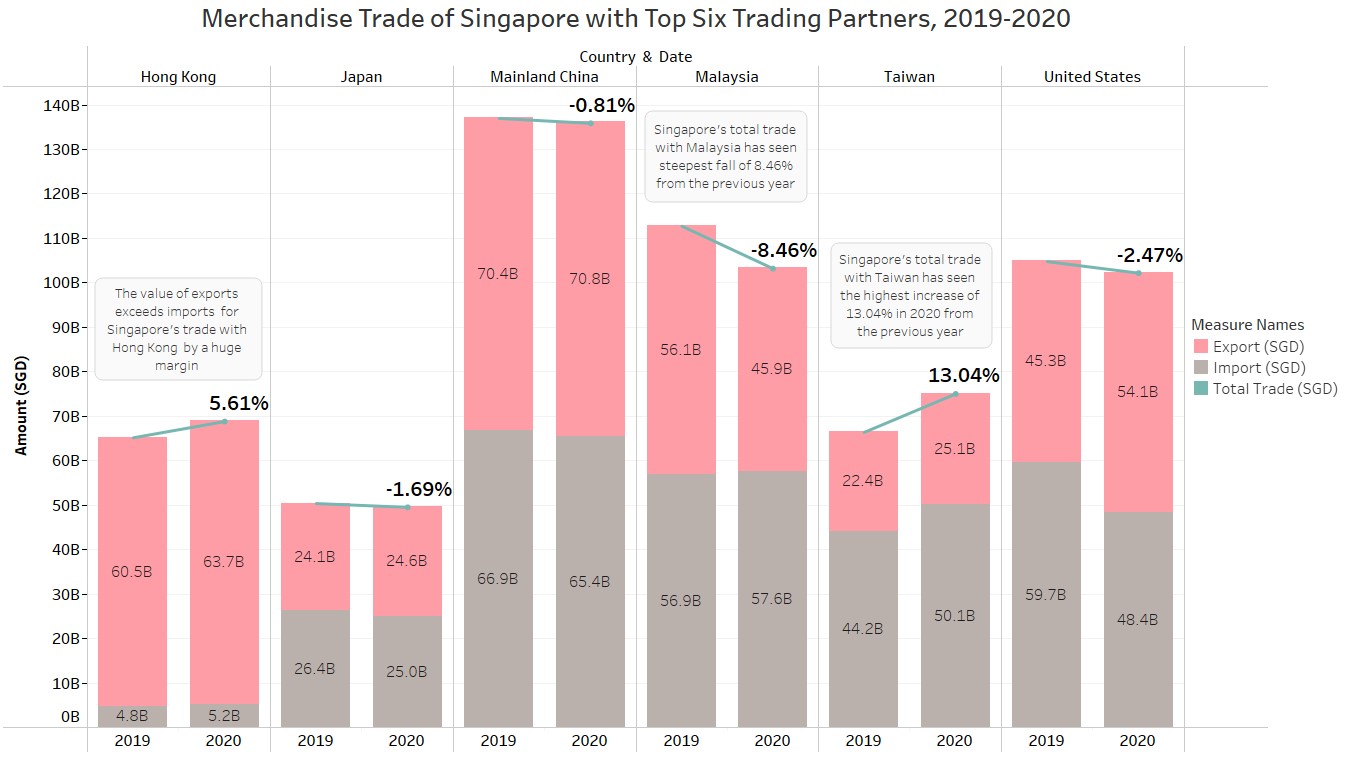 Merchandise Trade of Singapore with Top Six Trading Partners, 2019-2020
Country & Date
Hong Kong
Japan
Mainland China
Malaysia
Taiwan
United States
Amount (SGD)
140B
130B
120B
110B
100B
90B
80B
70B
60B
50B
40B
30B
20B
10B
0B
The value of exports
exceeds imports for
Singapore's trade with
Hong Kong by a huge
margin
5.61%
60.5B
63.7B
4.8B
5.2B
-1.69%
24.1B
24.6B
26.4B
25.0B
-0.81%
70.4B
70.8B
66.9B
65.4B
Singapore's total trade
with Malaysia has seen
steepest fall of 8.46%
from the previous year
-8.46%
56.1B
45.9B
56.9B
57.6B
Singapore's total trade
with Taiwan has seen
the highest increase of
13.04% in 2020 from
the previous year
13.04%
22.4B
25.1B
44.2B
50.1B
-2.47%
45.3B
54.1B
59.7B
48.4B
2019
2020
2019
2020
2019
2020
2019
2020
2019
2020
2019
2020
Measure Names
Export (SGD)
Import (SGD)
Total Trade (SGD)